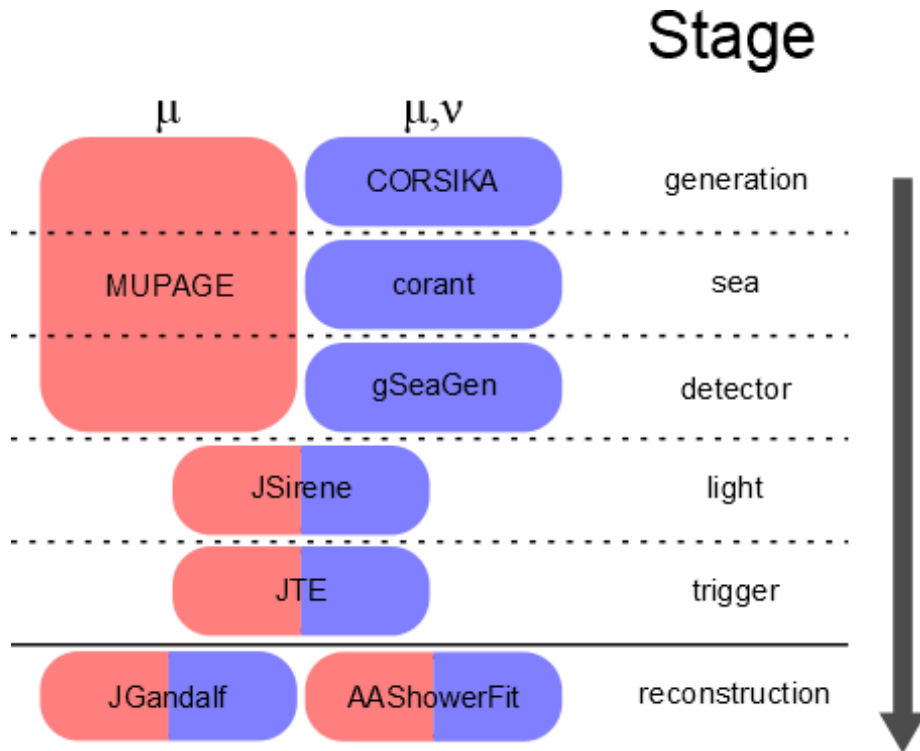 Stage
μ μ,ν
CORSIKA generation
MUPAGE corant sea
gSeaGen detector
JSirene light
JTE trigger
JGandalf AAShowerFit reconstruction